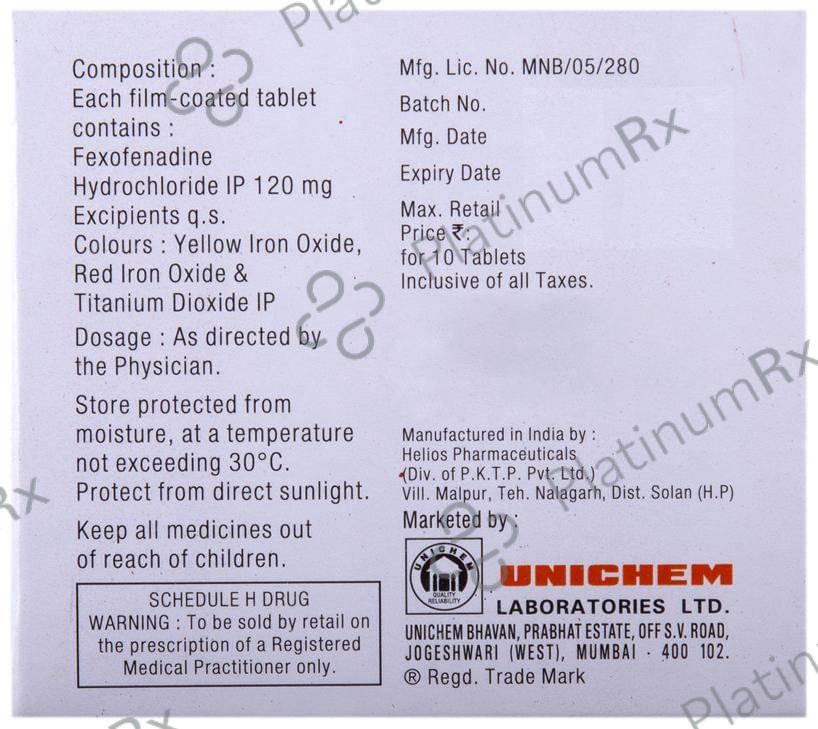 Composition :
Each film-coated tablet
contains :
Fexofenadine
Hydrochloride IP 120 mg
Excipients q.s.
Colours : Yellow Iron Oxide,
Red Iron Oxide &
Titanium Dioxide IP
Dosage : As directed by
the Physician.
Store protected from
moisture, at a temperature
not exceeding 30°C.
Protect from direct sunlight.
Keep all medicines out
of reach of children.
SCHEDULE H DRUG
WARNING : To be sold by retail on
the prescription of a Registered
Medical Practitioner only.
Mfg. Lic. No. MNB/05/280
Batch No.
Mfg. Date
Expiry Date
Max. Retail
Price ₹:
for 10 Tablets
Inclusive of all Taxes.
Manufactured in India by :
Helios Pharmaceuticals
(Div. of P.K.T.P. Pvt. Ltd.)
Vill. Malpur, Teh. Nalagarh, Dist. Solan (H.P)
Marketed by :
UNICHEM
QUALITY
RELIABILITY
UNICHEM
LABORATORIES LTD.
UNICHEM BHAVAN, PRABHAT ESTATE, OFF S.V. ROAD,
JOGESHWARI (WEST), MUMBAI - 400 102.
® Regd. Trade Mark
PlatinumRx
PlatinumRx
Plat
Rx
Platin
Rx